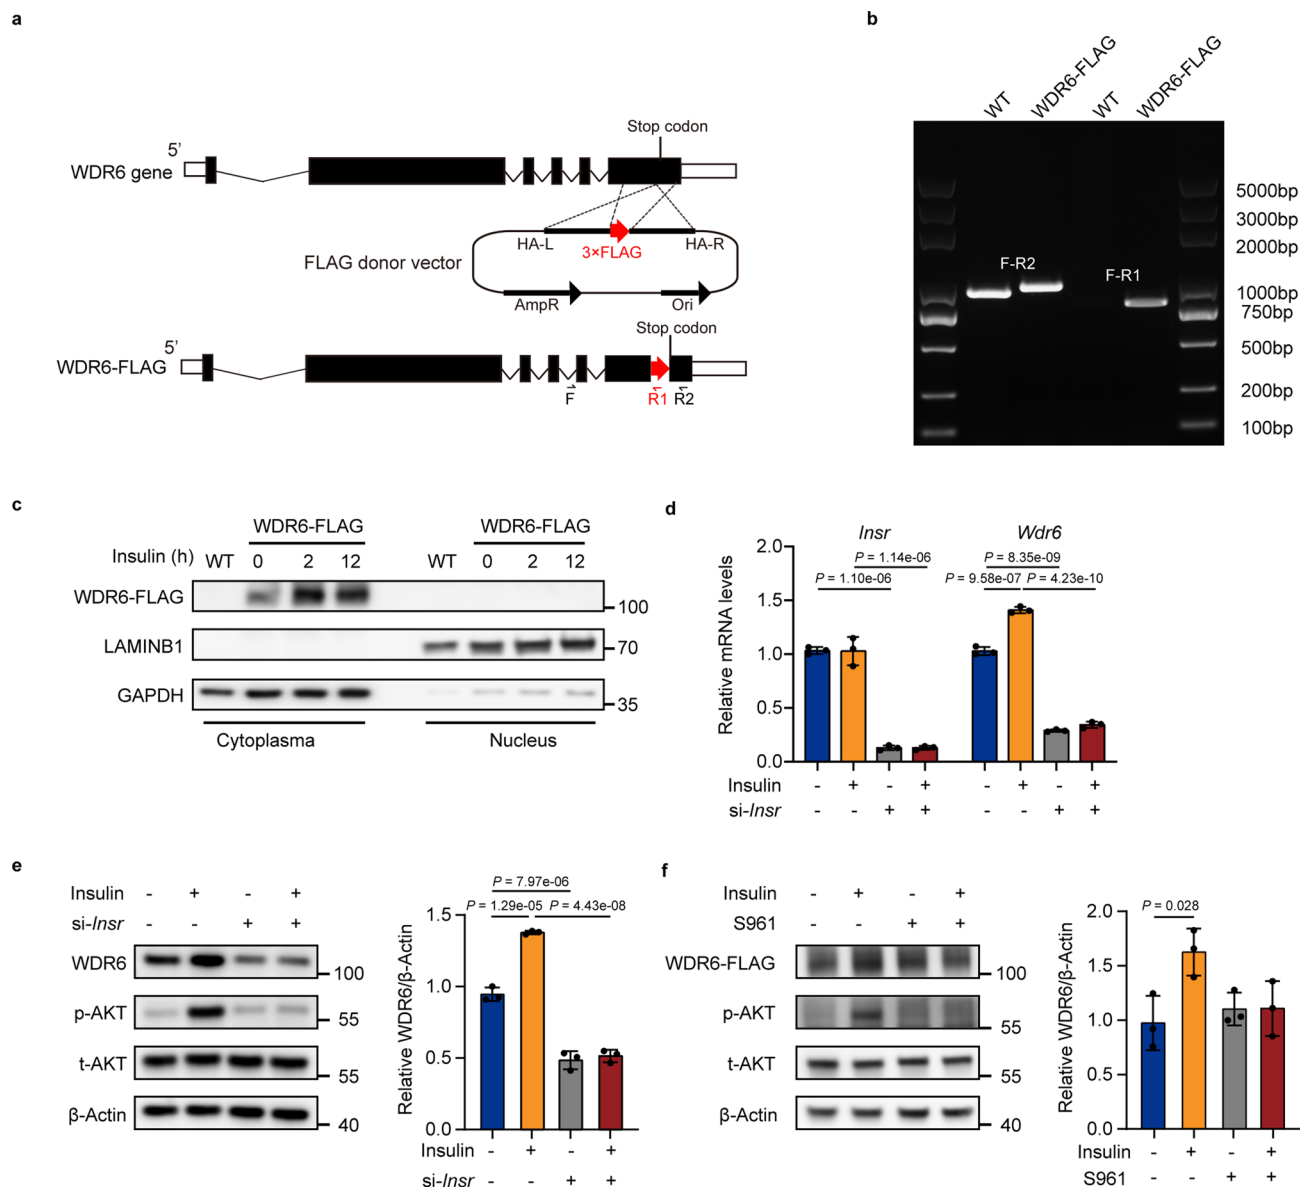 a
Stop codon
5’
WDR6 gene
HA-L
HA-R
3×FLAG
FLAG donor vector
AmpR
Ori
Stop codon
5’
WDR6-FLAG
F
R1
R2
b
WT
WDR6-FLAG
WT
WDR6-FLAG
F-R2
F-R1
5000bp
3000bp
2000bp
1000bp
750bp
500bp
200bp
100bp
c
WDR6-FLAG
WDR6-FLAG
Insulin (h) WT 0 2 12 WT 0 2 12
WDR6-FLAG
100
LAMINB1
70
GAPDH
35
Cytoplasma
Nucleus
d
Insr
Wdr6
2.0
1.5
1.0
0.5
0.0
Relative mRNA levels
P = 1.14e-06
P = 1.10e-06
P = 8.35e-09
P = 9.58e-07
P = 4.23e-10
Insulin - + - + - + - +
si-Insr - - + + - - + +
e
Insulin - + - +
si-Insr - - + +
WDR6
100
p-AKT
55
t-AKT
55
β-Actin
40
P = 7.97e-06
P = 1.29e-05
P = 4.43e-08
1.5
1.0
0.5
0.0
Relative WDR6/β-Actin
Insulin - + - +
si-Insr - - + +
f
Insulin - + - +
S961 - - + +
WDR6-FLAG
100
p-AKT
55
t-AKT
55
β-Actin
40
P = 0.028
2.0
1.5
1.0
0.5
0.0
Relative WDR6/β-Actin
Insulin - + - +
S961 - - + +